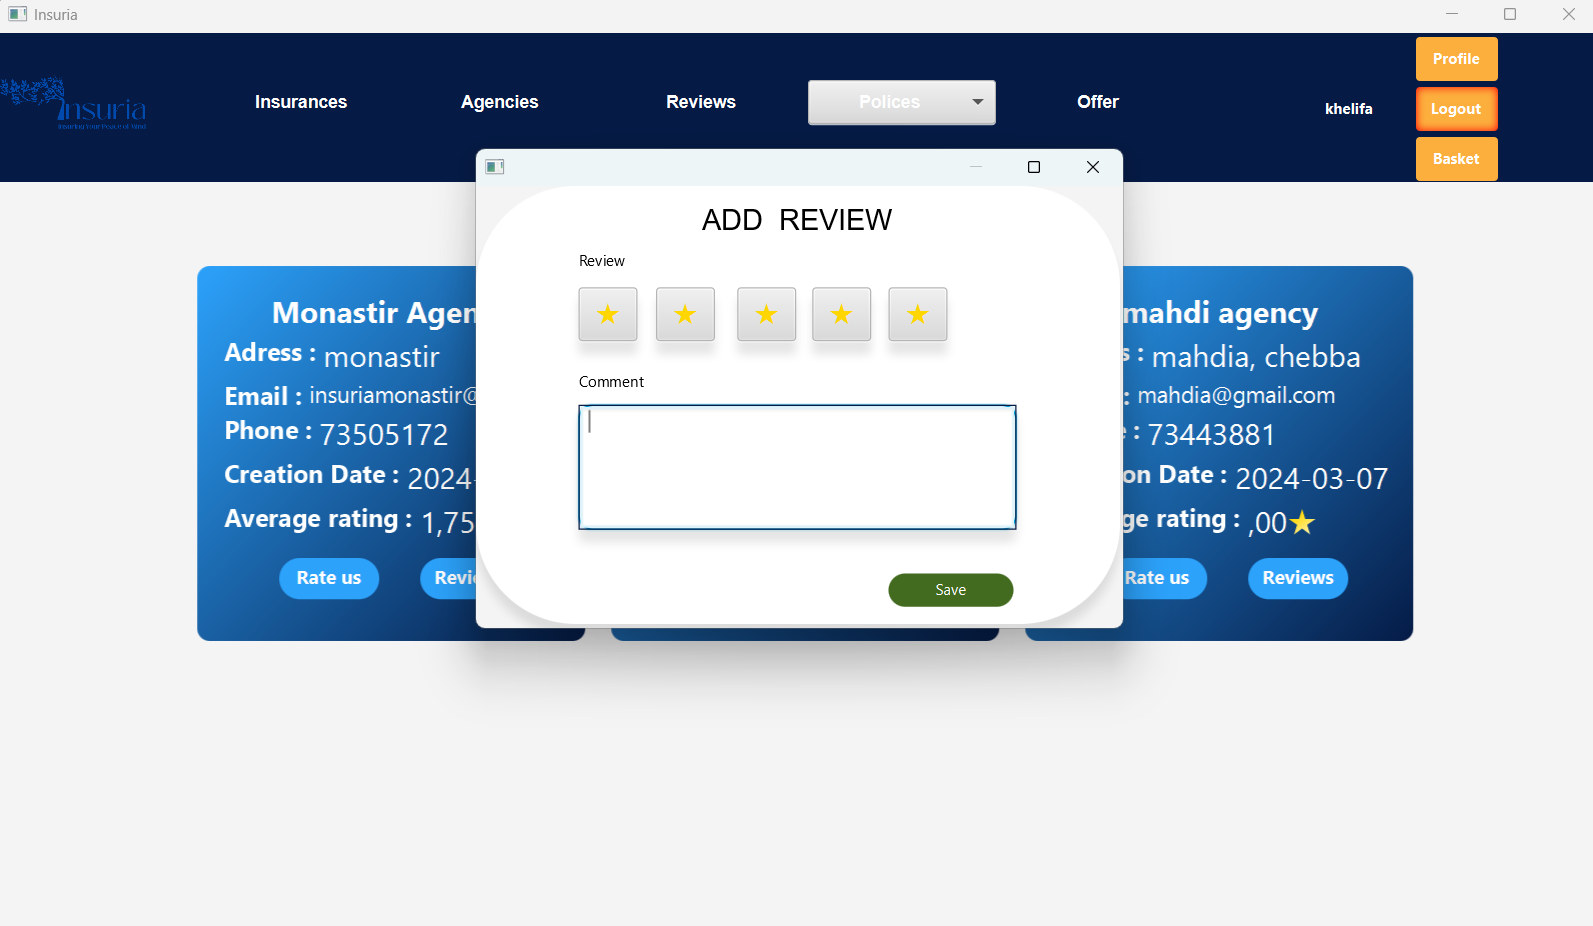 Insuria
Insuria
Insuring Your Peace of Mind
Insurances
Agencies
Reviews
Polices
Offer
khelifa
Profile
Logout
Basket
ADD REVIEW
Review
★ ★ ★ ★ ★
Comment
Save
Monastir Agen
Adress : monastir
Email : insuriamonastir@
Phone : 73505172
Creation Date : 2024-
Average rating : 1,75
Rate us
Revi
mahdi agency
s : mahdia, chebba
: mahdia@gmail.com
e : 73443881
on Date : 2024-03-07
ge rating : ,00★
Rate us
Reviews